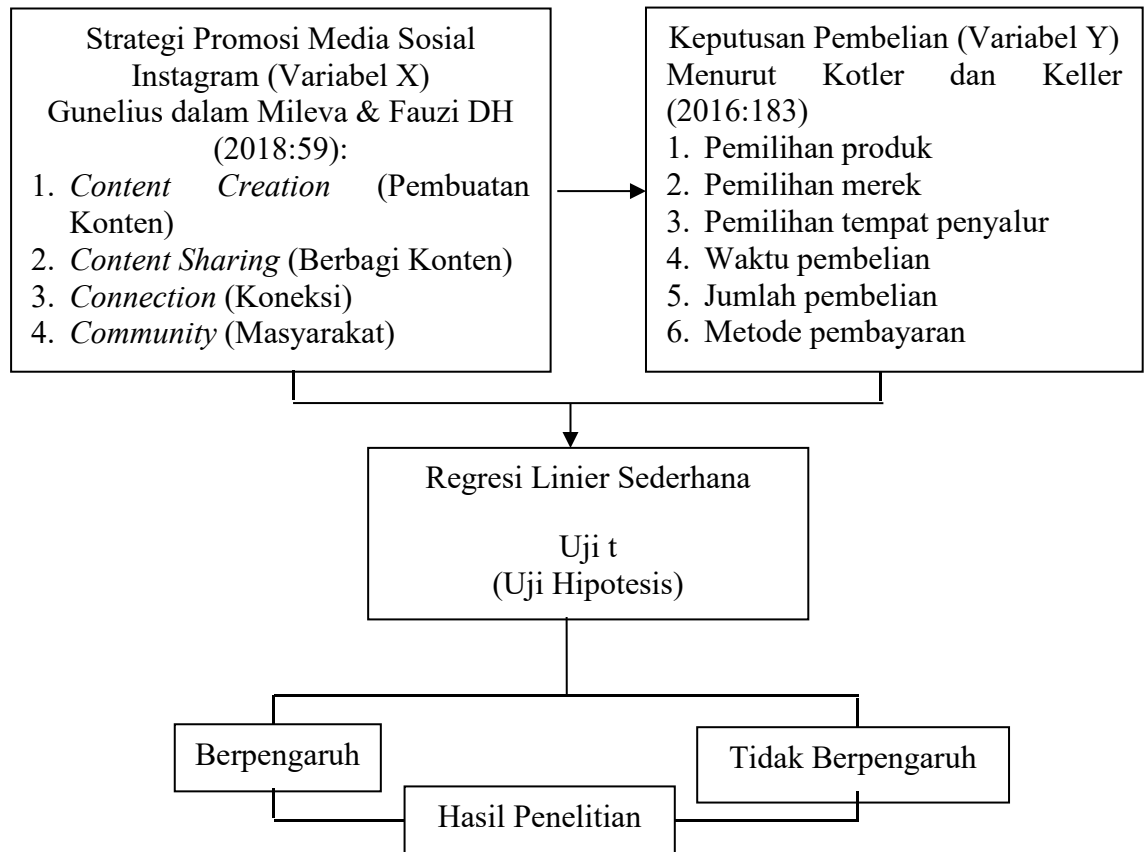 Strategi Promosi Media Sosial
Instagram (Variabel X)
Gunelius dalam Mileva & Fauzi DH
(2018:59):
1. Content Creation (Pembuatan
Konten)
2. Content Sharing (Berbagi Konten)
3. Connection (Koneksi)
4. Community (Masyarakat)
Keputusan Pembelian (Variabel Y)
Menurut Kotler dan Keller
(2016:183)
1. Pemilihan produk
2. Pemilihan merek
3. Pemilihan tempat penyalur
4. Waktu pembelian
5. Jumlah pembelian
6. Metode pembayaran
Regresi Linier Sederhana
Uji t
(Uji Hipotesis)
Berpengaruh
Tidak Berpengaruh
Hasil Penelitian